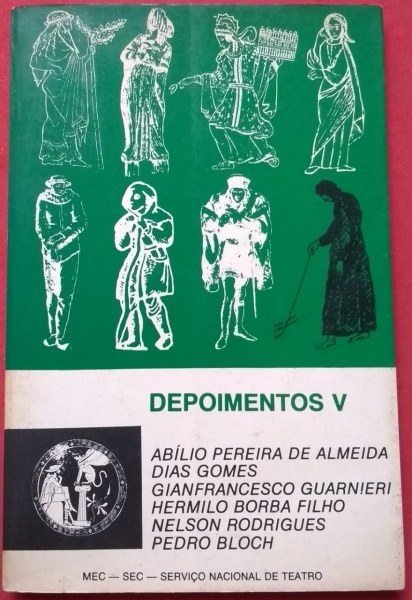 DEPOIMENTOS V
ABÍLIO PEREIRA DE ALMEIDA
DIAS GOMES
GIANFRANCESCO GUARNIERI
HERMILO BORBA FILHO
NELSON RODRIGUES
PEDRO BLOCH
MEC — SEC — SERVIÇO NACIONAL DE TEATRO